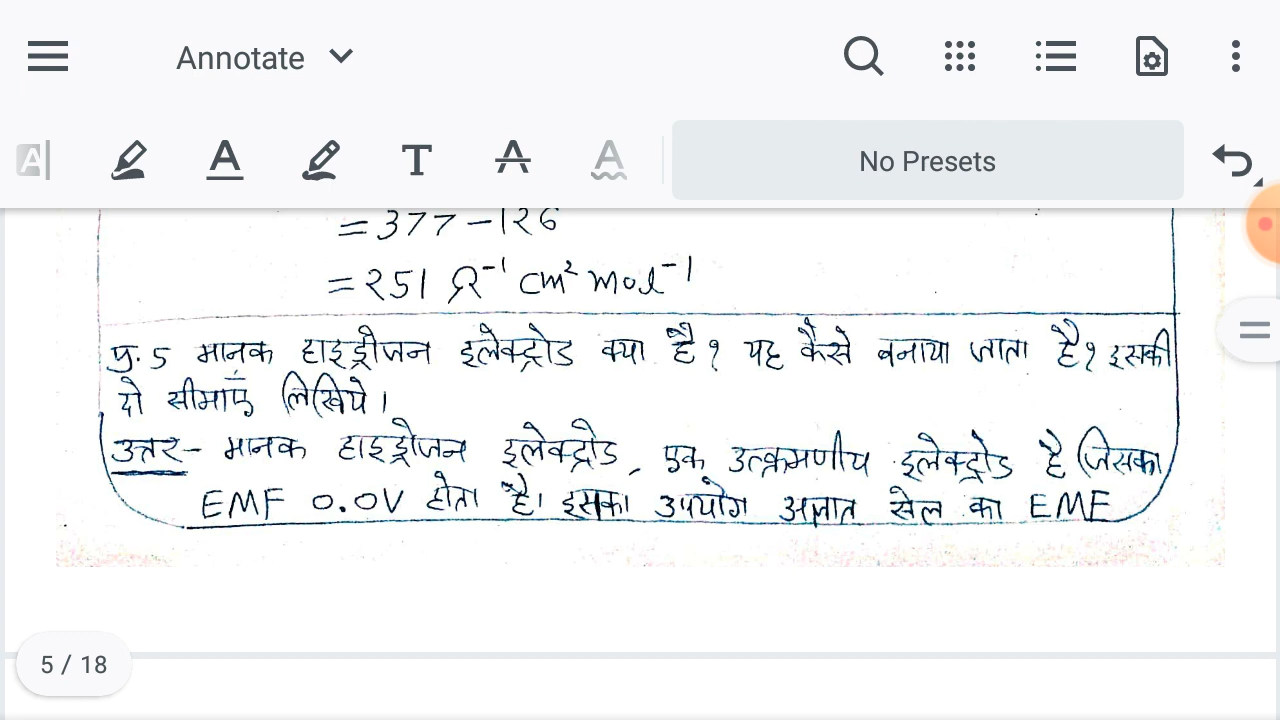 Annotate
No Presets
= 377 - 126
= 251 Ω⁻¹ cm² mol⁻¹
प्र. 5 मानक हाइड्रोजन इलेक्ट्रोड क्या है? यह कैसे बनाया जाता है? इसकी
दो सीमाएँ लिखिये।
उत्तर- मानक हाइड्रोजन इलेक्ट्रोड, एक उत्क्रमणीय इलेक्ट्रोड है जिसका
EMF 0.0V होता है। इसका उपयोग अज्ञात सेल का EMF
5 / 18